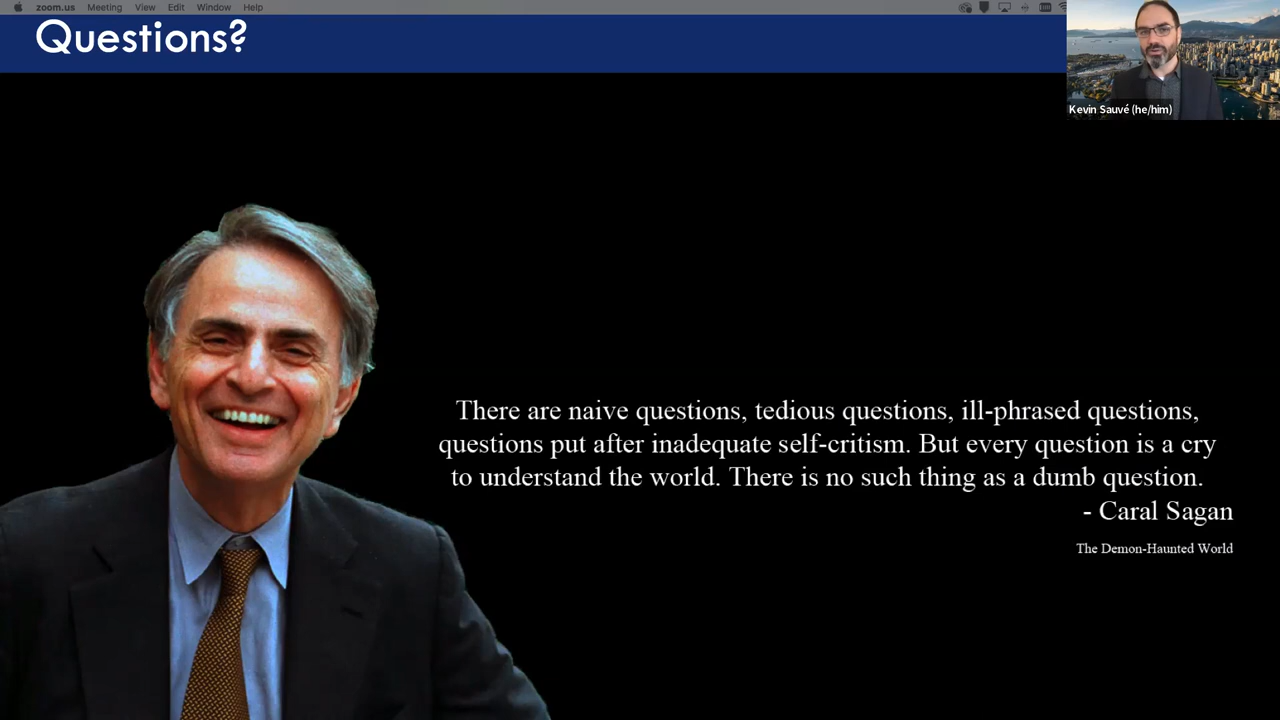 zoom.us Meeting View Edit Window Help
Questions?
Kevin Sauvé (he/him)
There are naive questions, tedious questions, ill-phrased questions,
questions put after inadequate self-critism. But every question is a cry
to understand the world. There is no such thing as a dumb question.
- Caral Sagan
The Demon-Haunted World